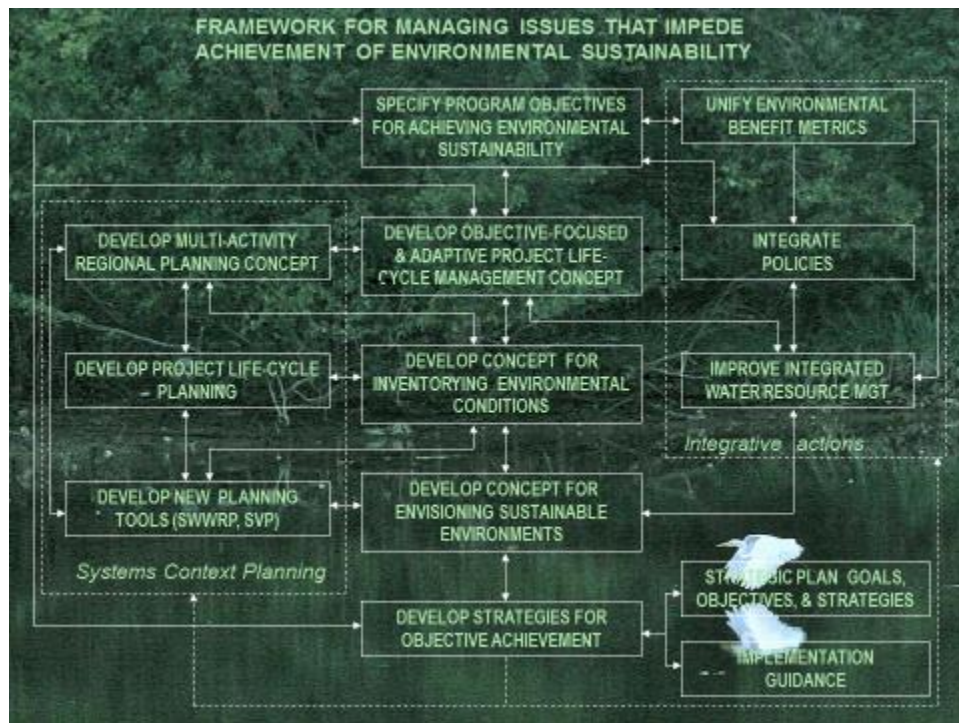 FRAMEWORK FOR MANAGING ISSUES THAT IMPEDE
ACHIEVEMENT OF ENVIRONMENTAL SUSTAINABILITY
SPECIFY PROGRAM OBJECTIVES
FOR ACHIEVING ENVIRONMENTAL
SUSTAINABILITY
UNIFY ENVIRONMENTAL
BENEFIT METRICS
DEVELOP MULTI-ACTIVITY
REGIONAL PLANNING CONCEPT
DEVELOP OBJECTIVE-FOCUSED
& ADAPTIVE PROJECT LIFE-
CYCLE MANAGEMENT CONCEPT
INTEGRATE
POLICIES
DEVELOP PROJECT LIFE-CYCLE
PLANNING
DEVELOP CONCEPT FOR
INVENTORYING ENVIRONMENTAL
CONDITIONS
IMPROVE INTEGRATED
WATER RESOURCE MGT
Integrative actions
DEVELOP NEW PLANNING
TOOLS (SWWRP, SVP)
DEVELOP CONCEPT FOR
ENVISIONING SUSTAINABLE
ENVIRONMENTS
Systems Context Planning
STRATEGIC PLAN GOALS,
OBJECTIVES, & STRATEGIES
DEVELOP STRATEGIES FOR
OBJECTIVE ACHIEVEMENT
IMPLEMENTATION
GUIDANCE